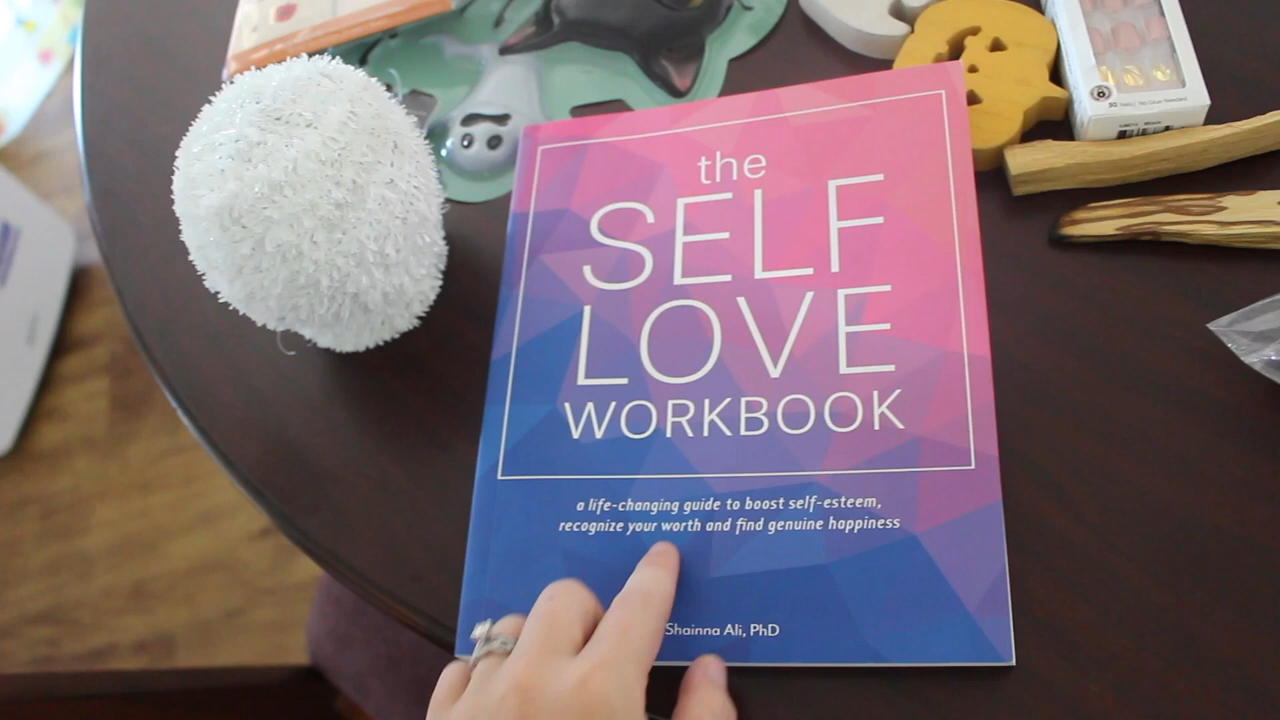 the
SELF
LOVE
WORKBOOK
a life-changing guide to boost self-esteem,
recognize your worth and find genuine happiness
Shainna Ali, PhD